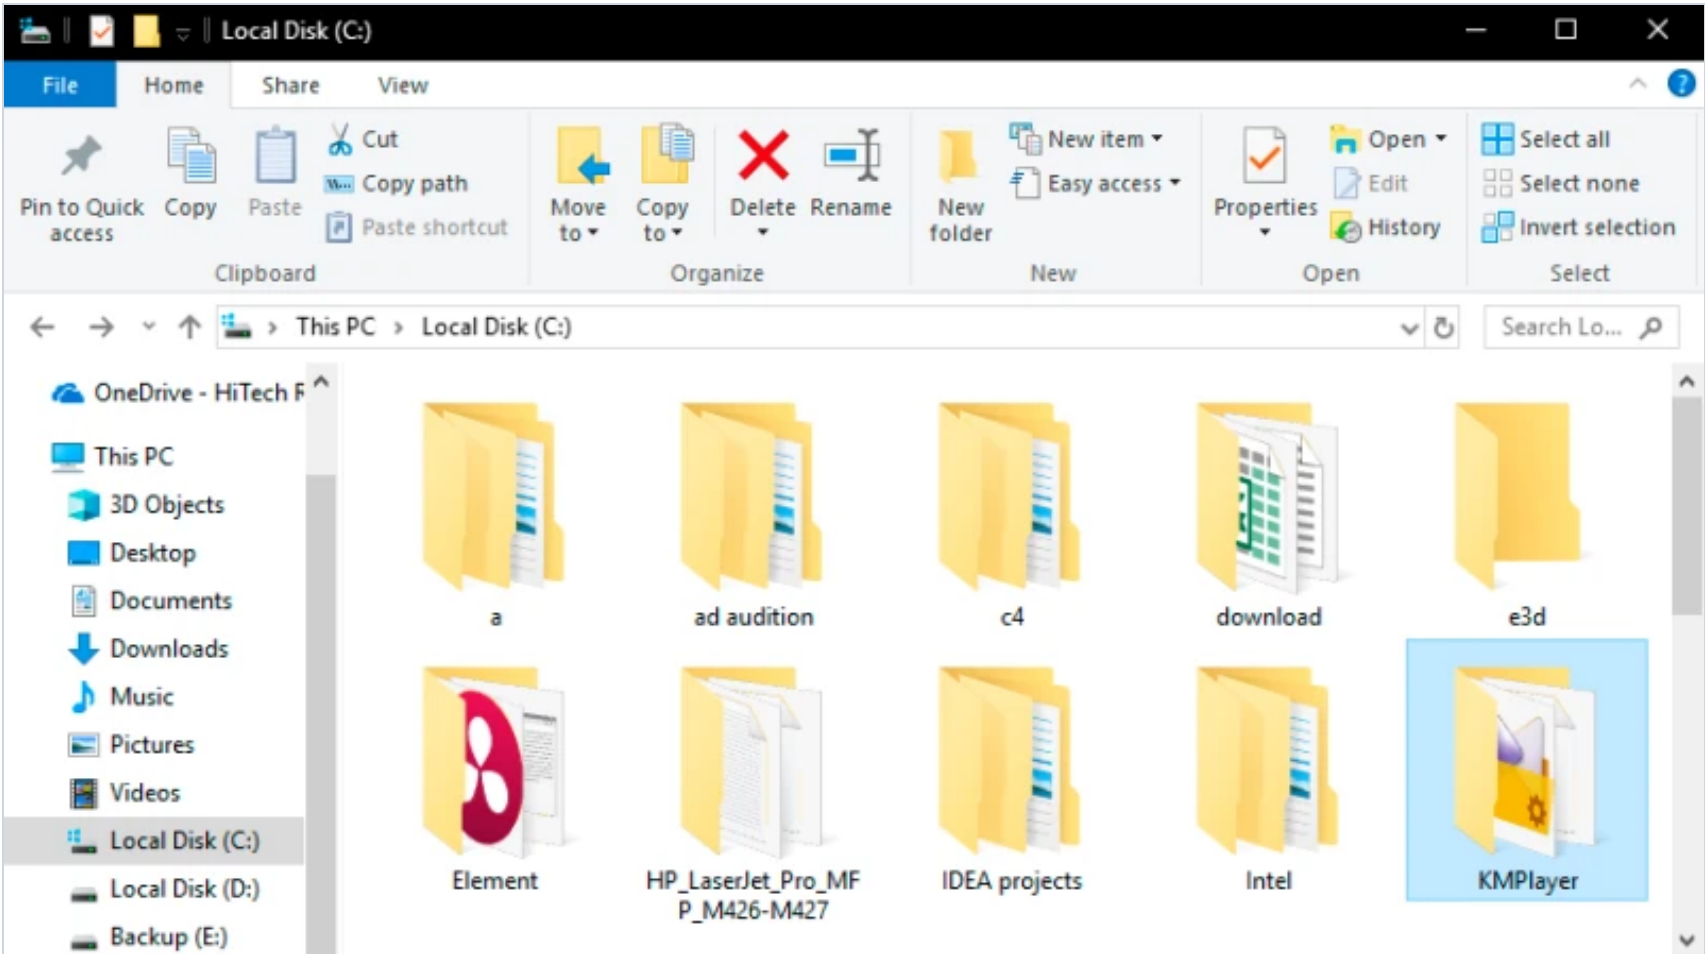 Local Disk (C:)
File Home Share View
Pin to Quick access
Copy
Paste
Cut
Copy path
Paste shortcut
Clipboard
Move to
Copy to
Delete
Rename
Organize
New folder
New item
Easy access
New
Properties
Open
Edit
History
Open
Select all
Select none
Invert selection
Select
This PC > Local Disk (C:)
Search Lo...
OneDrive - HiTech
This PC
3D Objects
Desktop
Documents
Downloads
Music
Pictures
Videos
Local Disk (C:)
Local Disk (D:)
Backup (E:)
a
ad audition
c4
download
e3d
Element
HP_LaserJet_Pro_MF
P_M426-M427
IDEA projects
Intel
KMPlayer